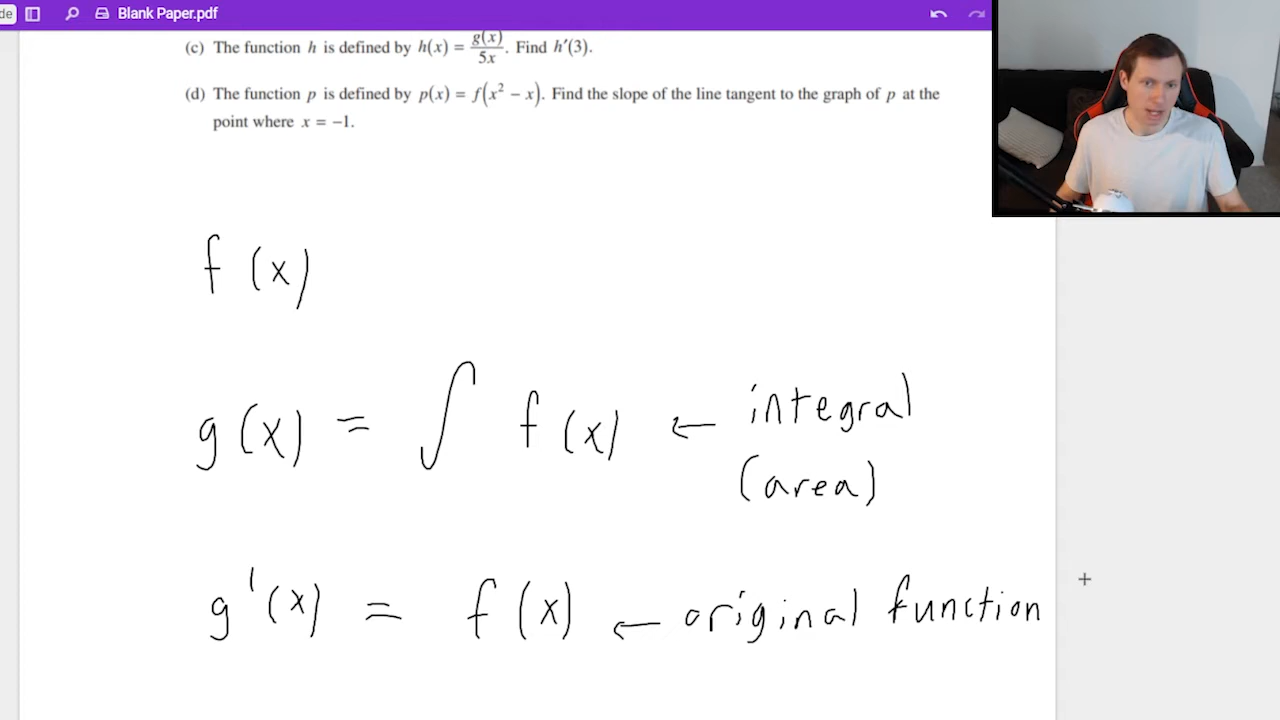 de Blank Paper.pdf
(c) The function h is defined by h(x) = g(x)/5x. Find h′(3).
(d) The function p is defined by p(x) = f(x² − x). Find the slope of the line tangent to the graph of p at the
point where x = −1.
f(x)
g(x) = ∫ f(x) ← integral
(area)
g'(x) = f(x) ← original function